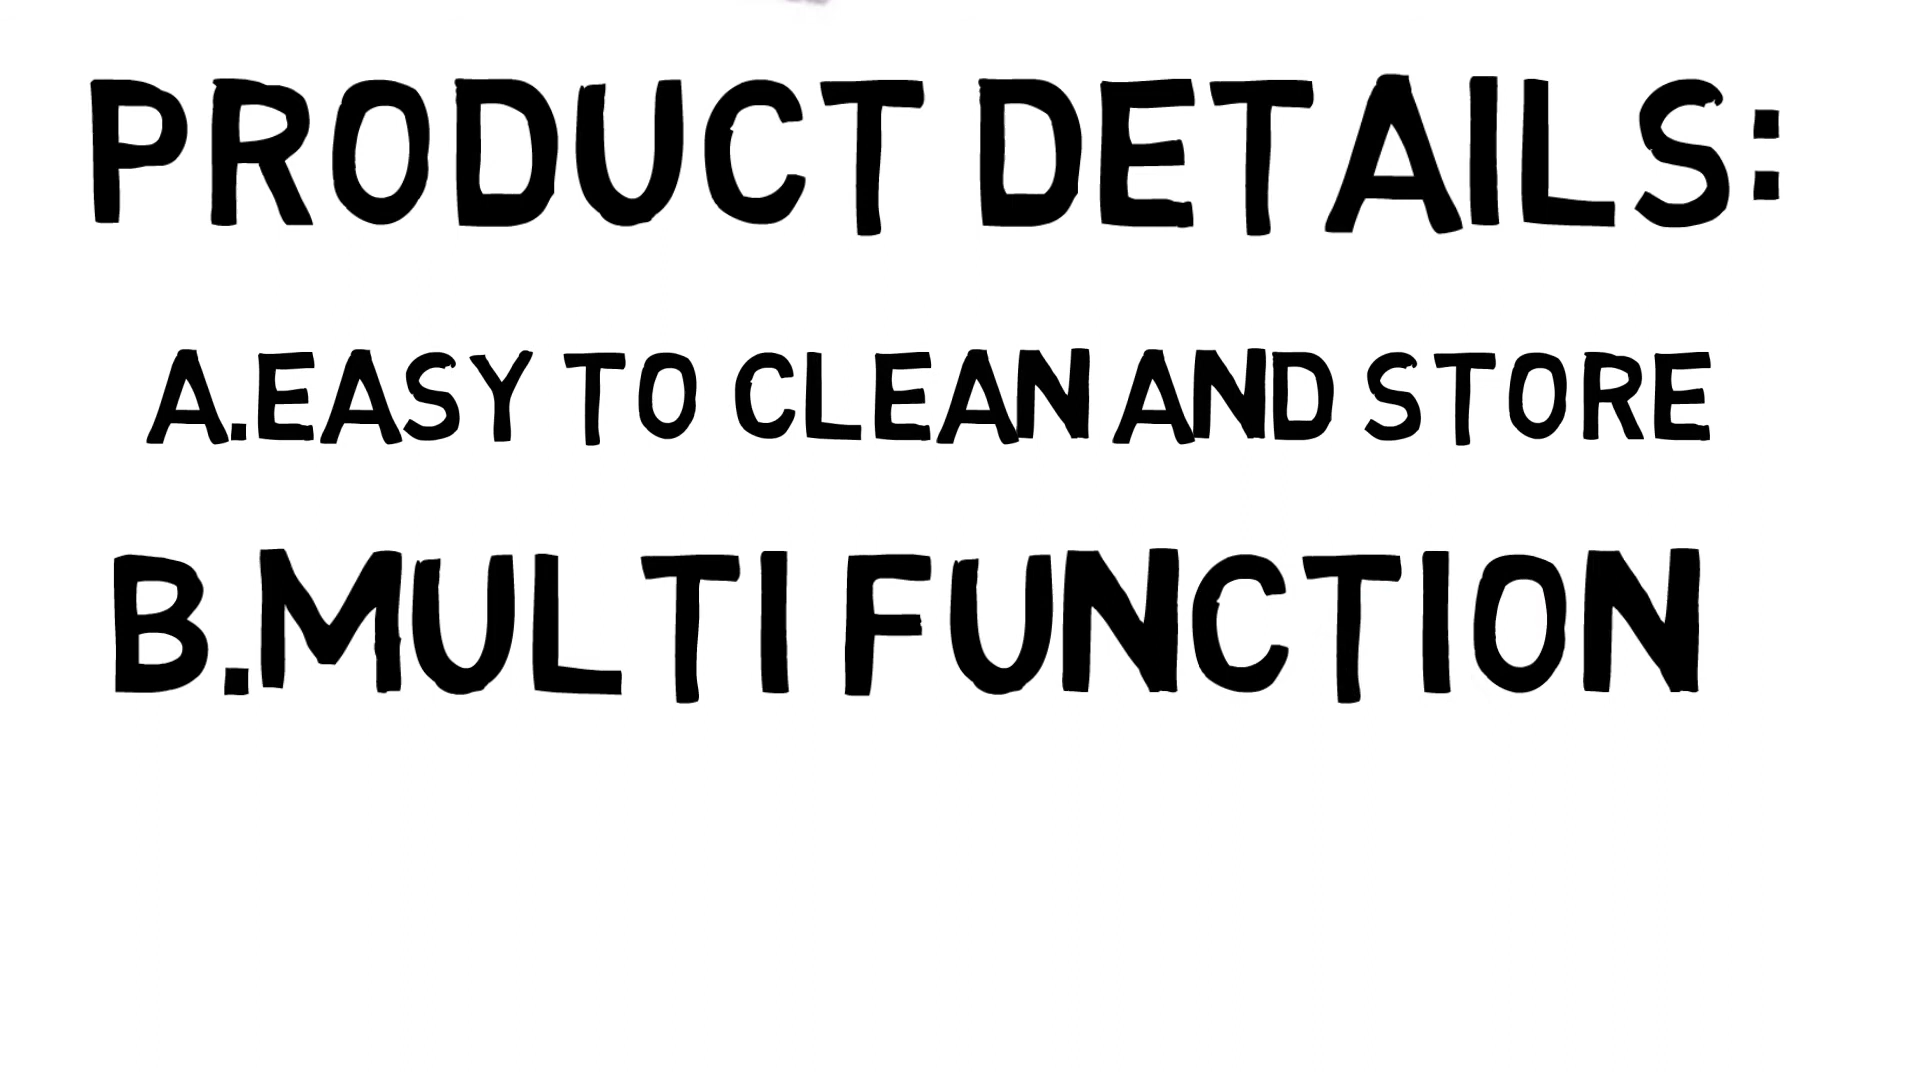 PRODUCT DETAILS:
A.EASY TO CLEAN AND STORE
B.MULTI FUNCTION